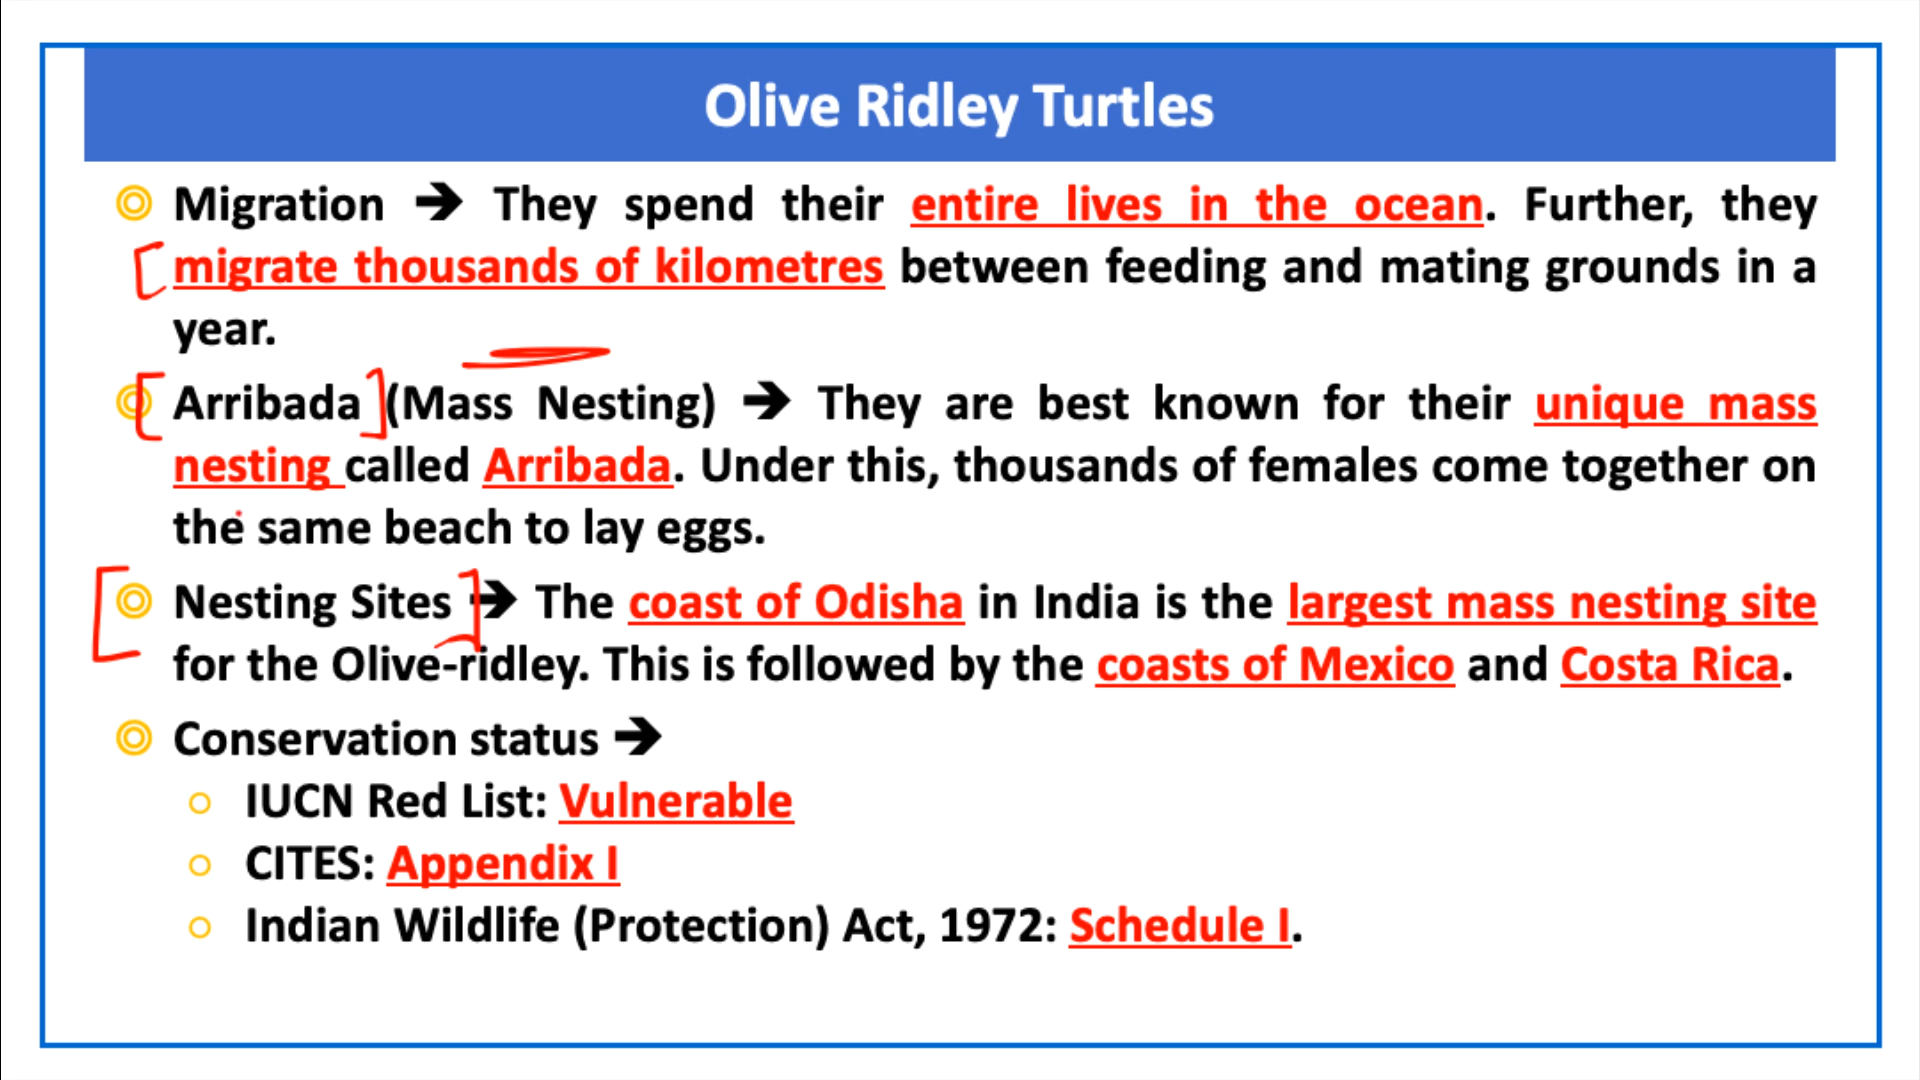 Olive Ridley Turtles
Migration → They spend their entire lives in the ocean. Further, they
migrate thousands of kilometres between feeding and mating grounds in a
year.
Arribada (Mass Nesting) → They are best known for their unique mass
nesting called Arribada. Under this, thousands of females come together on
the same beach to lay eggs.
Nesting Sites → The coast of Odisha in India is the largest mass nesting site
for the Olive-ridley. This is followed by the coasts of Mexico and Costa Rica.
Conservation status →
IUCN Red List: Vulnerable
CITES: Appendix I
Indian Wildlife (Protection) Act, 1972: Schedule I.